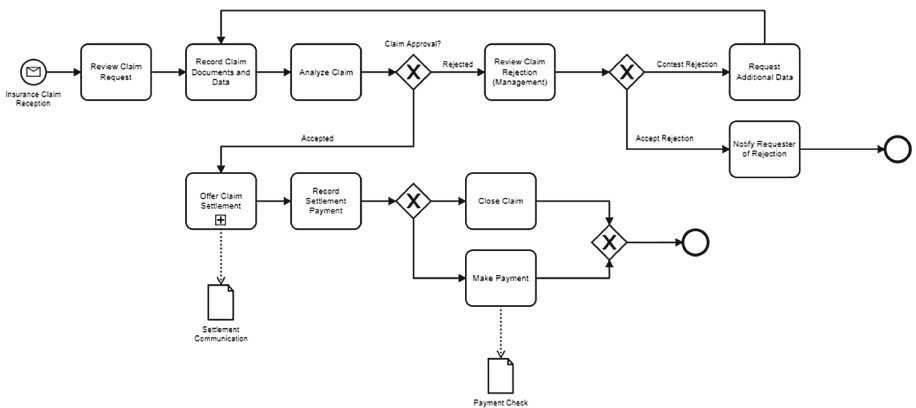 Claim Approval?
Insurance Claim
Reception
Review Claim
Request
Record Claim
Documents and
Data
Analyze Claim
Rejected
Review Claim
Rejection
(Management)
Contest Rejection
Request
Additional Data
Accept Rejection
Notify Requester
of Rejection
Accepted
Offer Claim
Settlement
Record
Settlement
Payment
Close Claim
Make Payment
Settlement
Communication
Payment Check